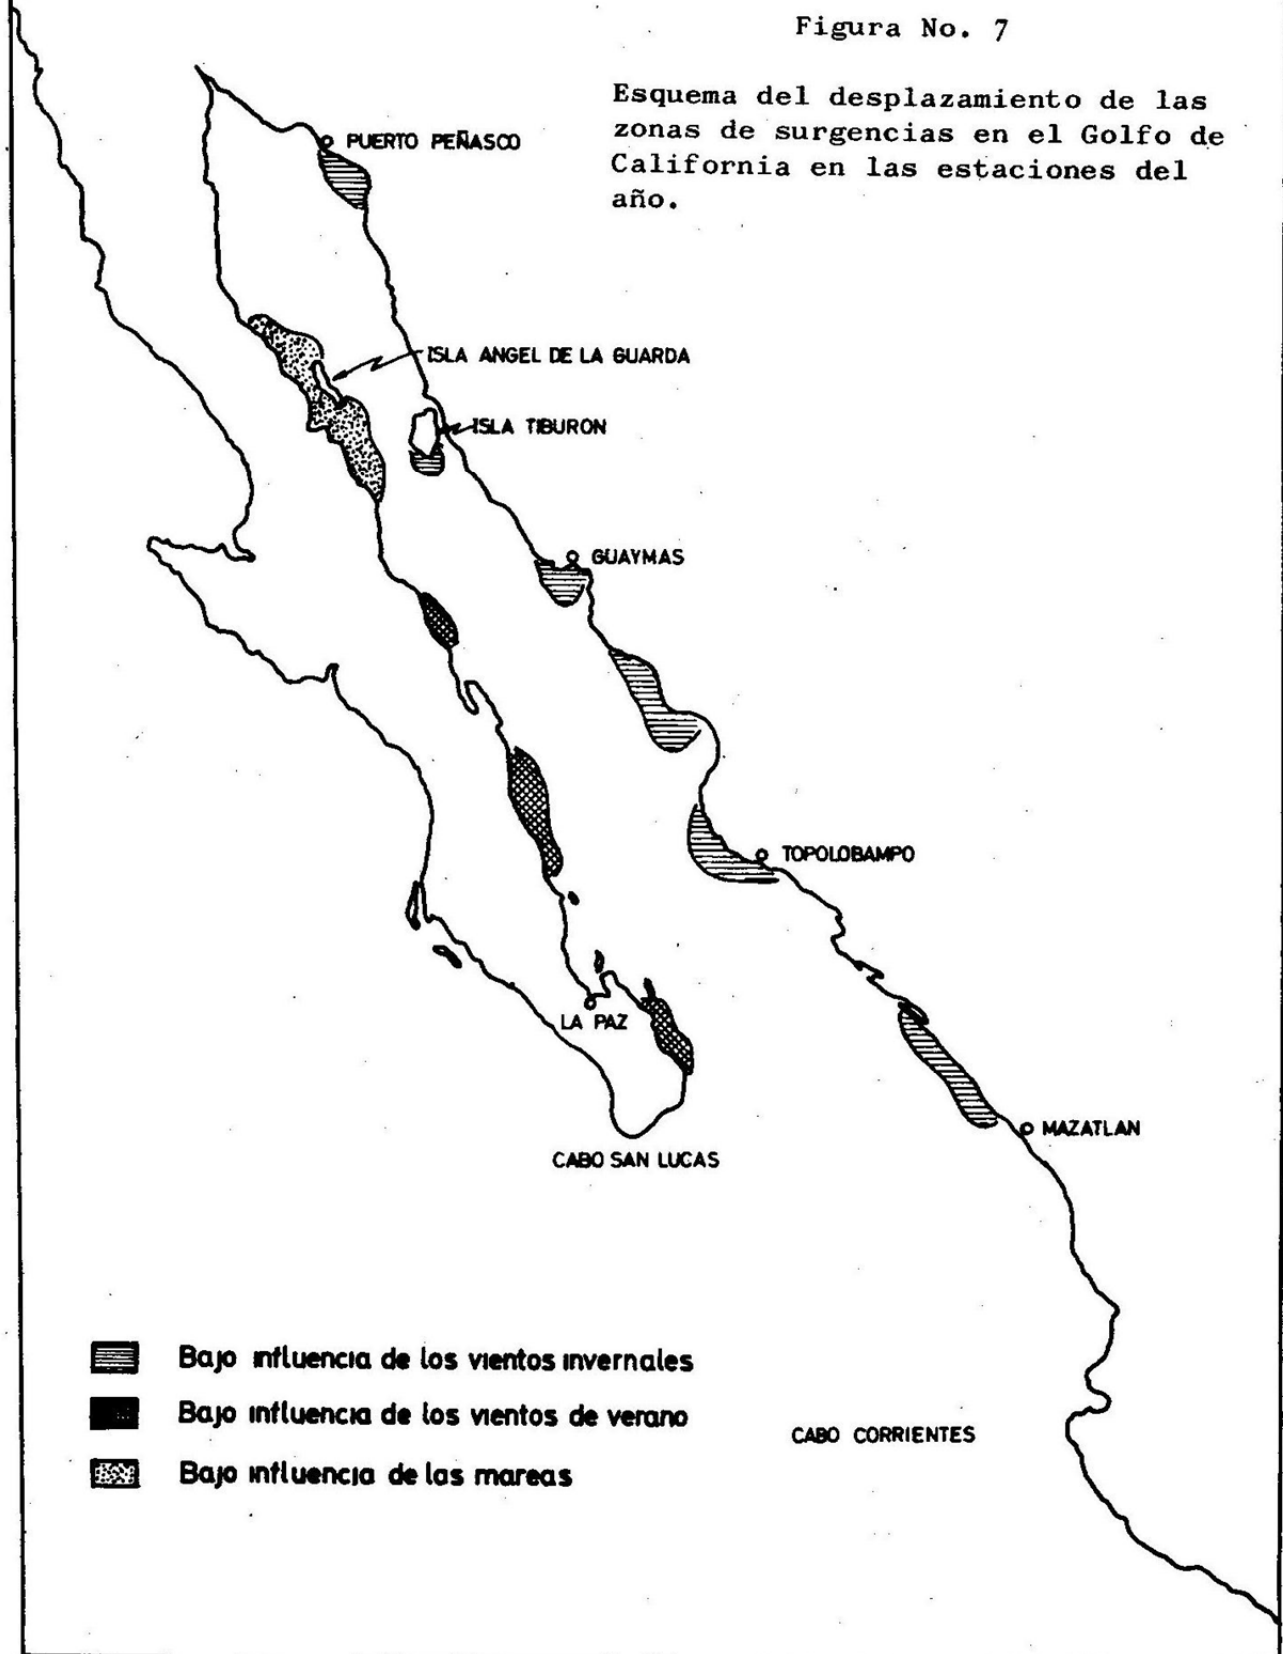 Figura No. 7
Esquema del desplazamiento de las
zonas de surgencias en el Golfo de
California en las estaciones del
año.
PUERTO PEÑASCO
ISLA ANGEL DE LA GUARDA
ISLA TIBURON
GUAYMAS
TOPOLOBAMPO
LA PAZ
MAZATLAN
CABO SAN LUCAS
Bajo influencia de los vientos invernales
Bajo influencia de los vientos de verano
CABO CORRIENTES
Bajo influencia de las mareas